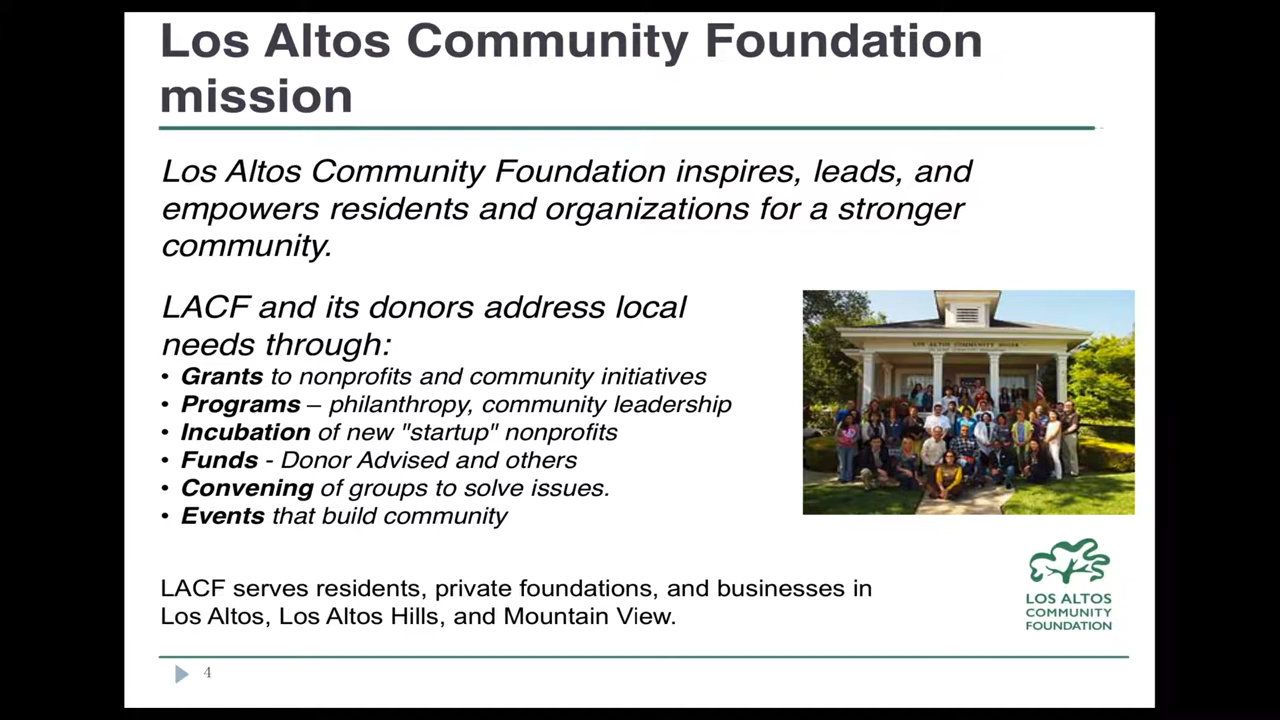 Los Altos Community Foundation
mission
Los Altos Community Foundation inspires, leads, and
empowers residents and organizations for a stronger
community.
LACF and its donors address local
needs through:
• Grants to nonprofits and community initiatives
• Programs – philanthropy, community leadership
• Incubation of new "startup" nonprofits
• Funds - Donor Advised and others
• Convening of groups to solve issues.
• Events that build community
LOS ALTOS COMMUNITY HOUSE
LACF serves residents, private foundations, and businesses in
Los Altos, Los Altos Hills, and Mountain View.
LOS ALTOS
COMMUNITY
FOUNDATION
4